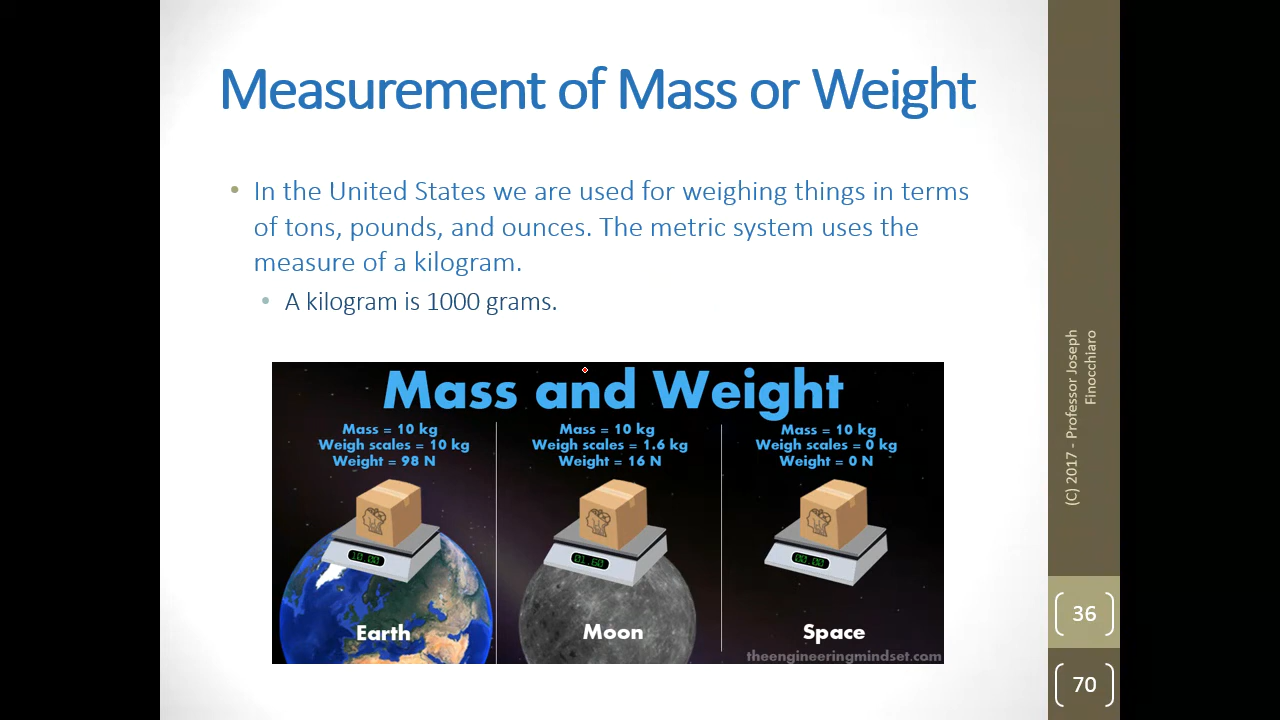 Measurement of Mass or Weight
• In the United States we are used for weighing things in terms
of tons, pounds, and ounces. The metric system uses the
measure of a kilogram.
• A kilogram is 1000 grams.
Mass and Weight
Mass = 10 kg
Weigh scales = 10 kg
Weight = 98 N
10.00
Earth
Mass = 10 kg
Weigh scales = 1.6 kg
Weight = 16 N
01.60
Moon
Mass = 10 kg
Weigh scales = 0 kg
Weight = 0 N
00.00
Space
theengineeringmindset.com
(C) 2017 - Professor Joseph
Finocchiaro
36
70